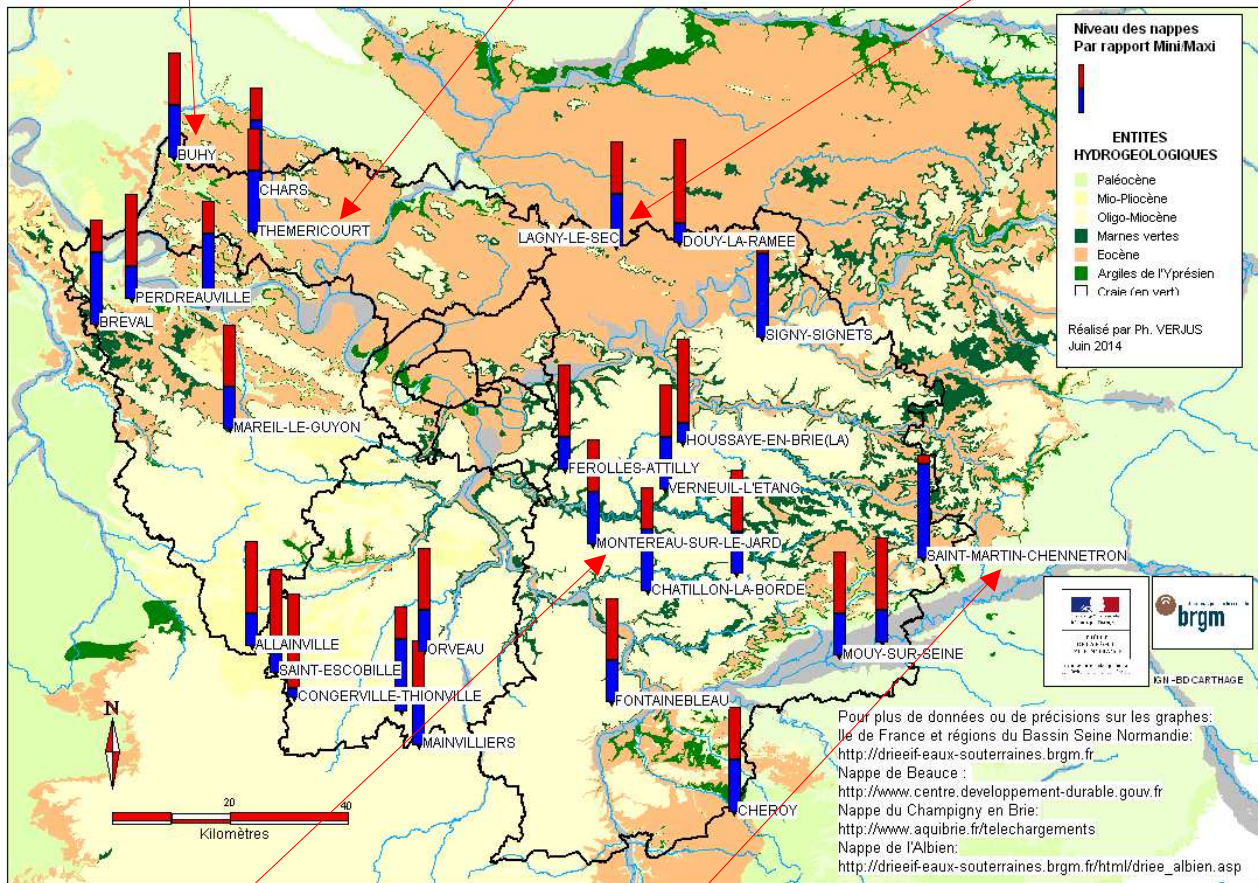 Niveau des nappes
Par rapport Mini/Maxi
ENTITES
HYDROGEOLOGIQUES
Paléocène
Mio-Pliocène
Oligo-Miocène
Marnes vertes
Eocène
Argiles de l'Yprésien
Craie (en vert)
Réalisé par Ph. VERJUS
Juin 2014
BUHY
CHARS
THEMERICOURT
LAGNY-LE-SEC
DOUY-LA-RAMEE
PERDREAUVILLE
BREVAL
SIGNY-SIGNETS
MAREIL-LE-GUYON
HOUSSAYE-EN-BRIE(LA)
FEROLLES-ATTILLY
VERNEUIL-L'ETANG
MONTEREAU-SUR-LE-JARD
SAINT-MARTIN-CHENNETRON
CHATILLON-LA-BORDE
ALLAINVILLE
ORVEAU
MOUY-SUR-SEINE
SAINT-ESCOBILLE
CONGERVILLE-THIONVILLE
FONTAINEBLEAU
MAINVILLIERS
CHEROY
brgm
IGN-BD CARTHAGE
N
20 40
Kilomètres
Pour plus de données ou de précisions sur les graphes:
Ile de France et régions du Bassin Seine Normandie:
http://drieeif-eaux-souterraines.brgm.fr
Nappe de Beauce :
http://www.centre.developpement-durable.gouv.fr
Nappe du Champigny en Brie:
http://www.aquibrie.fr/telechargements
Nappe de l'Albien:
http://drieeif-eaux-souterraines.brgm.fr/html/driee_albien.asp